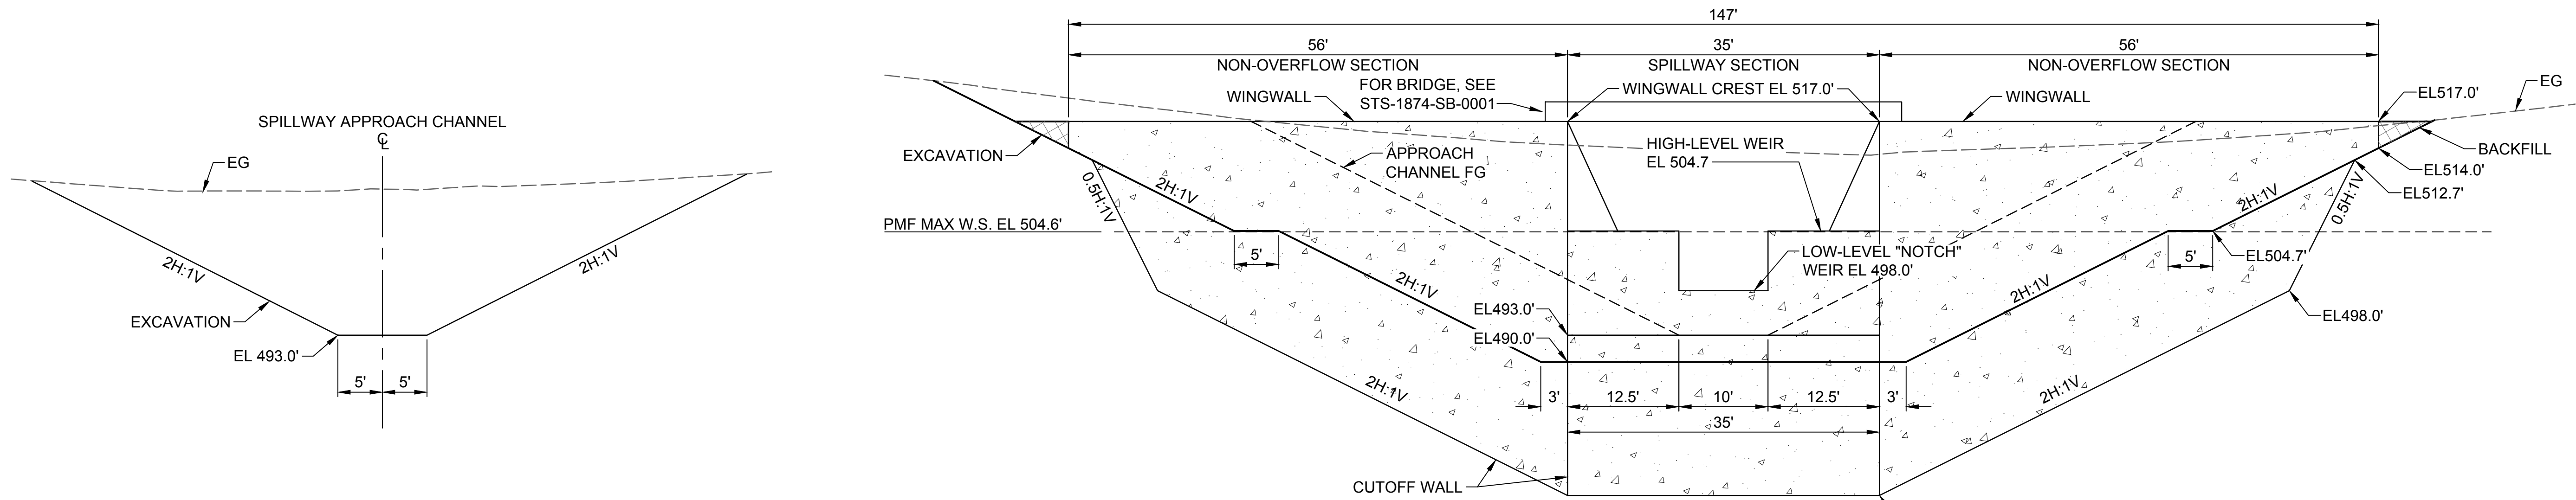 SPILLWAY APPROACH CHANNEL
℄
EG
2H:1V
2H:1V
EXCAVATION
EL 493.0'
5'
5'
147'
56'
35'
56'
NON-OVERFLOW SECTION
SPILLWAY SECTION
NON-OVERFLOW SECTION
FOR BRIDGE, SEE
STS-1874-SB-0001
WINGWALL
WINGWALL CREST EL 517.0'
WINGWALL
EL517.0'
EG
EXCAVATION
APPROACH
CHANNEL FG
HIGH-LEVEL WEIR
EL 504.7
BACKFILL
EL514.0'
EL512.7'
0.5H:1V
2H:1V
2H:1V
0.5H:1V
PMF MAX W.S. EL 504.6'
5'
LOW-LEVEL "NOTCH"
WEIR EL 498.0'
5'
EL504.7'
2H:1V
2H:1V
EL493.0'
EL490.0'
EL498.0'
2H:1V
3'
12.5'
10'
12.5'
3'
2H:1V
35'
CUTOFF WALL